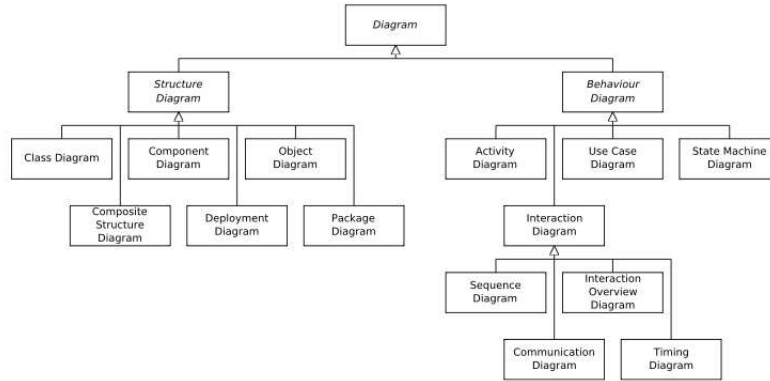 Diagram
Structure
Diagram
Behaviour
Diagram
Class Diagram
Component
Diagram
Object
Diagram
Activity
Diagram
Use Case
Diagram
State Machine
Diagram
Composite
Structure
Diagram
Deployment
Diagram
Package
Diagram
Interaction
Diagram
Sequence
Diagram
Interaction
Overview
Diagram
Communication
Diagram
Timing
Diagram